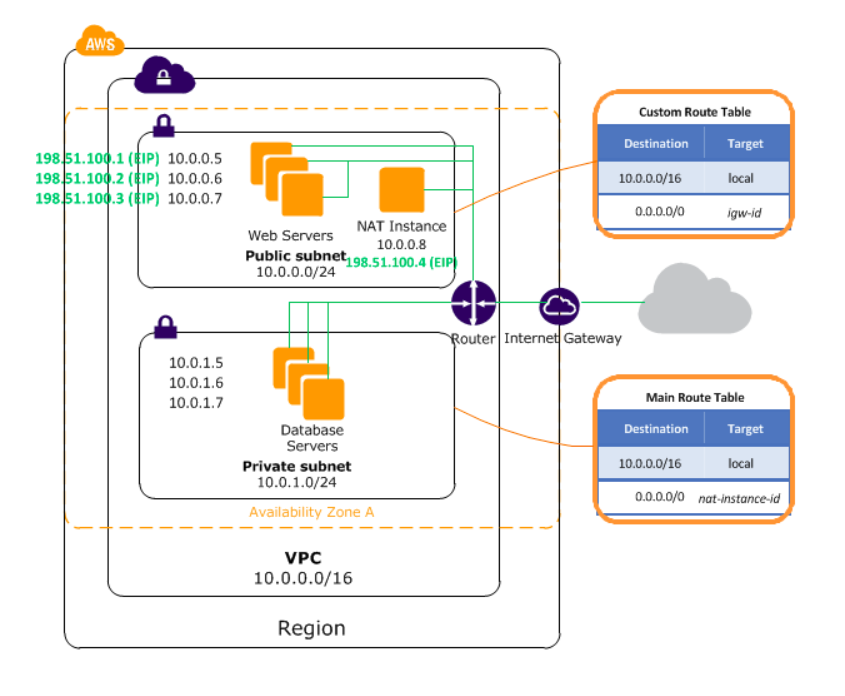 AWS
198.51.100.1 (EIP) 10.0.0.5
198.51.100.2 (EIP) 10.0.0.6
198.51.100.3 (EIP) 10.0.0.7
Web Servers
Public subnet
10.0.0.0/24
NAT Instance
10.0.0.8
198.51.100.4 (EIP)
Custom Route Table
Destination Target
10.0.0.0/16 local
0.0.0.0/0 igw-id
Router
Internet Gateway
10.0.1.5
10.0.1.6
10.0.1.7
Database
Servers
Private subnet
10.0.1.0/24
Main Route Table
Destination Target
10.0.0.0/16 local
0.0.0.0/0 nat-instance-id
Availability Zone A
VPC
10.0.0.0/16
Region